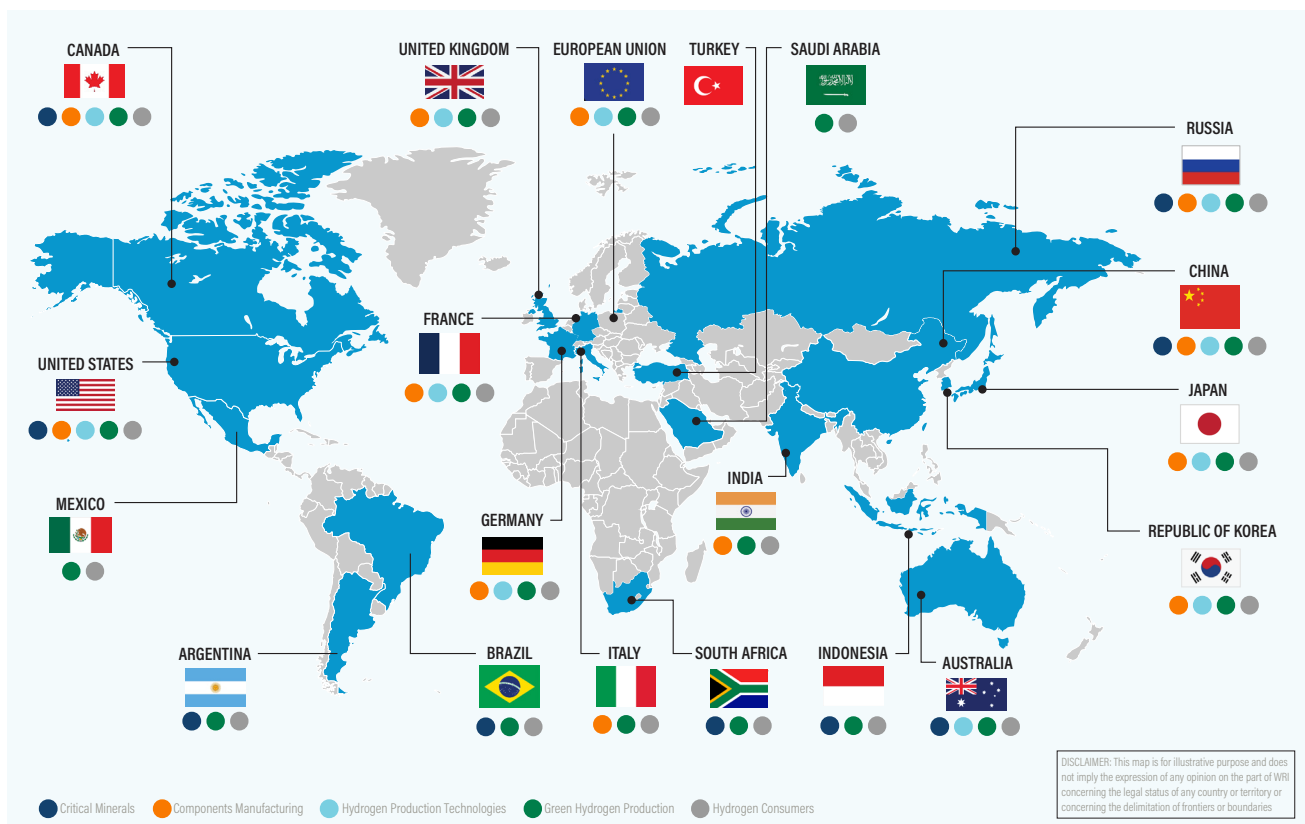 CANADA
UNITED KINGDOM
EUROPEAN UNION
TURKEY
SAUDI ARABIA
RUSSIA
CHINA
FRANCE
UNITED STATES
JAPAN
INDIA
MEXICO
GERMANY
REPUBLIC OF KOREA
ARGENTINA
BRAZIL
ITALY
SOUTH AFRICA
INDONESIA
AUSTRALIA
DISCLAIMER: This map is for illustrative purpose and does
not imply the expression of any opinion on the part of WRI
concerning the legal status of any country or territory or
concerning the delimitation of frontiers or boundaries
Critical Minerals
Components Manufacturing
Hydrogen Production Technologies
Green Hydrogen Production
Hydrogen Consumers